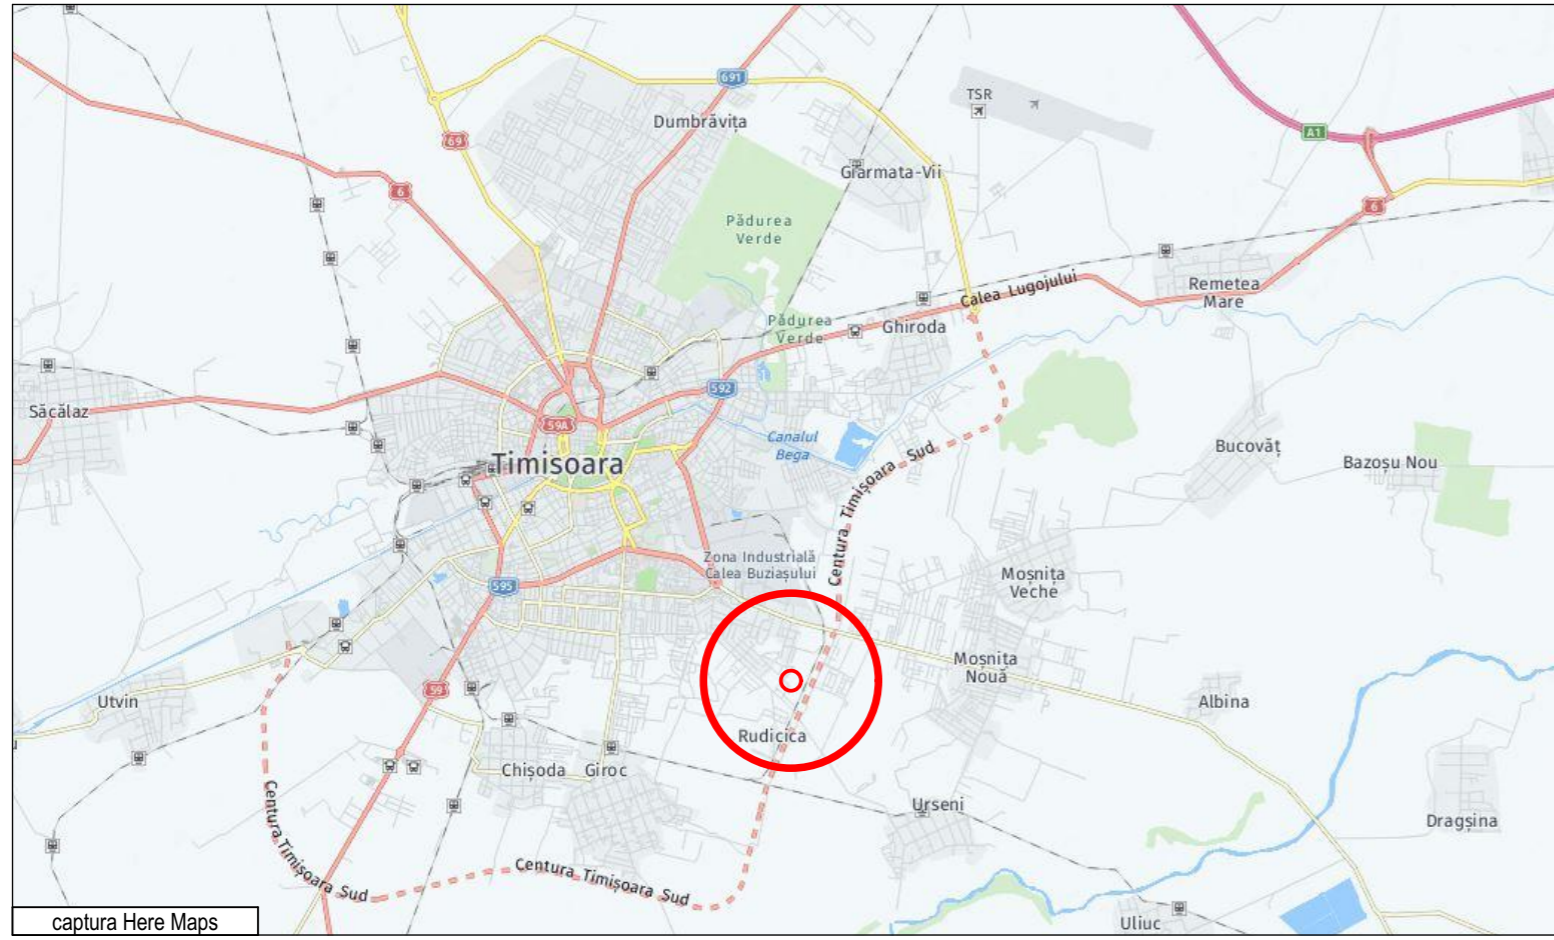 691
TSR
Dumbrăvița
A1
69
Giarmata-Vii
6
6
Pădurea
Verde
Remetea
Mare
Calea Lugojului
Pădurea
Verde
Ghiroda
592
Săcălaz
59A
Canalul
Bega
Timișoara
Bucovăț
Bazoșu Nou
Centura Timișoara Sud
Zona Industrială
Calea Buziașului
Moșnița
Veche
595
Moșnița
Nouă
59
Utvin
Albina
Rudicica
Chișoda
Giroc
Urseni
Dragșina
Centura Timișoara Sud
Centura Timișoara Sud
captura Here Maps
Uliuc